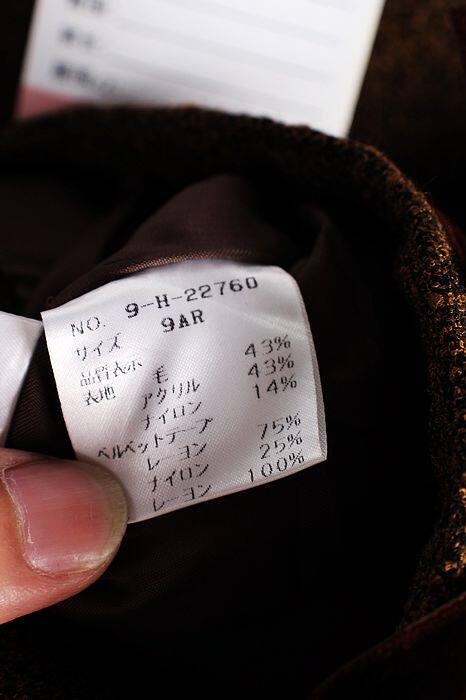 NO. 9-H-22760
サイズ 9AR
品質表示
表地 毛 43%
アクリル 43%
ナイロン 14%
ベルベットテープ
レーヨン 75%
ナイロン 25%
レーヨン 100%